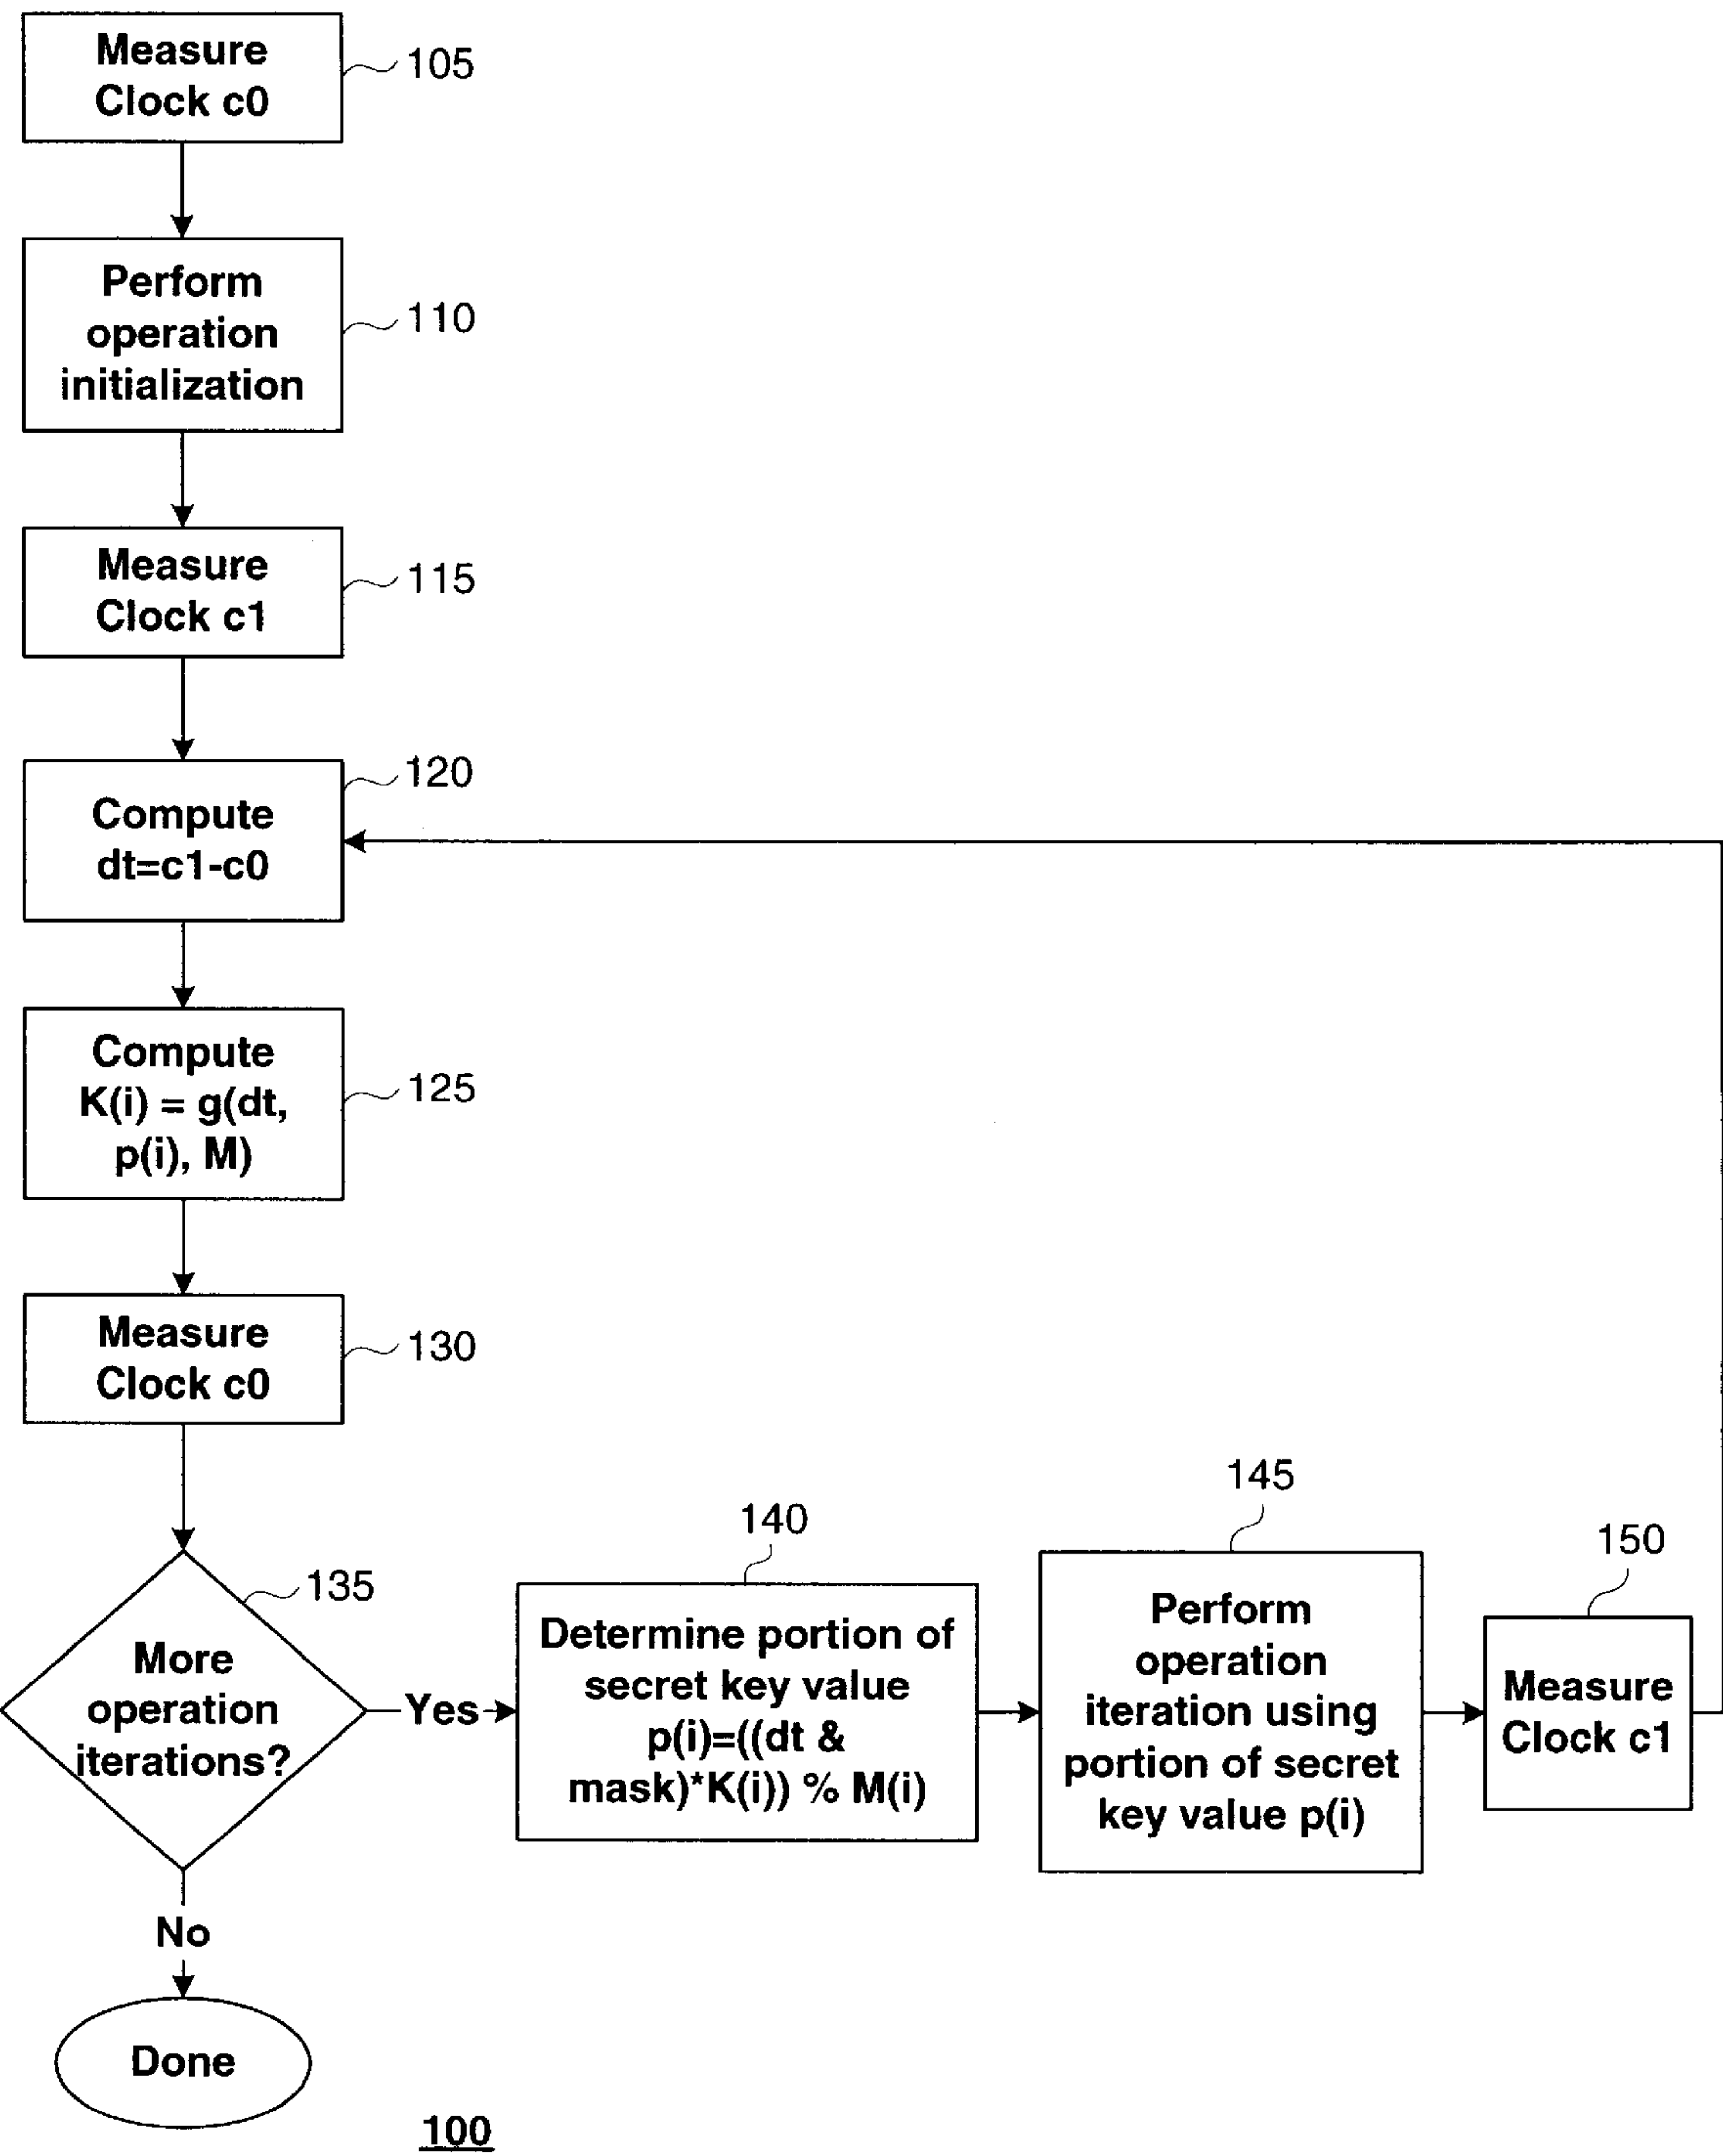 Measure
Clock c0
105
Perform
operation
initialization
110
Measure
Clock c1
115
120
Compute
dt=c1-c0
Compute
K(i) = g(dt,
p(i), M)
125
Measure
Clock c0
130
135
More
operation
iterations?
Yes
140
Determine portion of
secret key value
p(i)=((dt &
mask)*K(i)) % M(i)
145
Perform
operation
iteration using
portion of secret
key value p(i)
150
Measure
Clock c1
No
Done
100